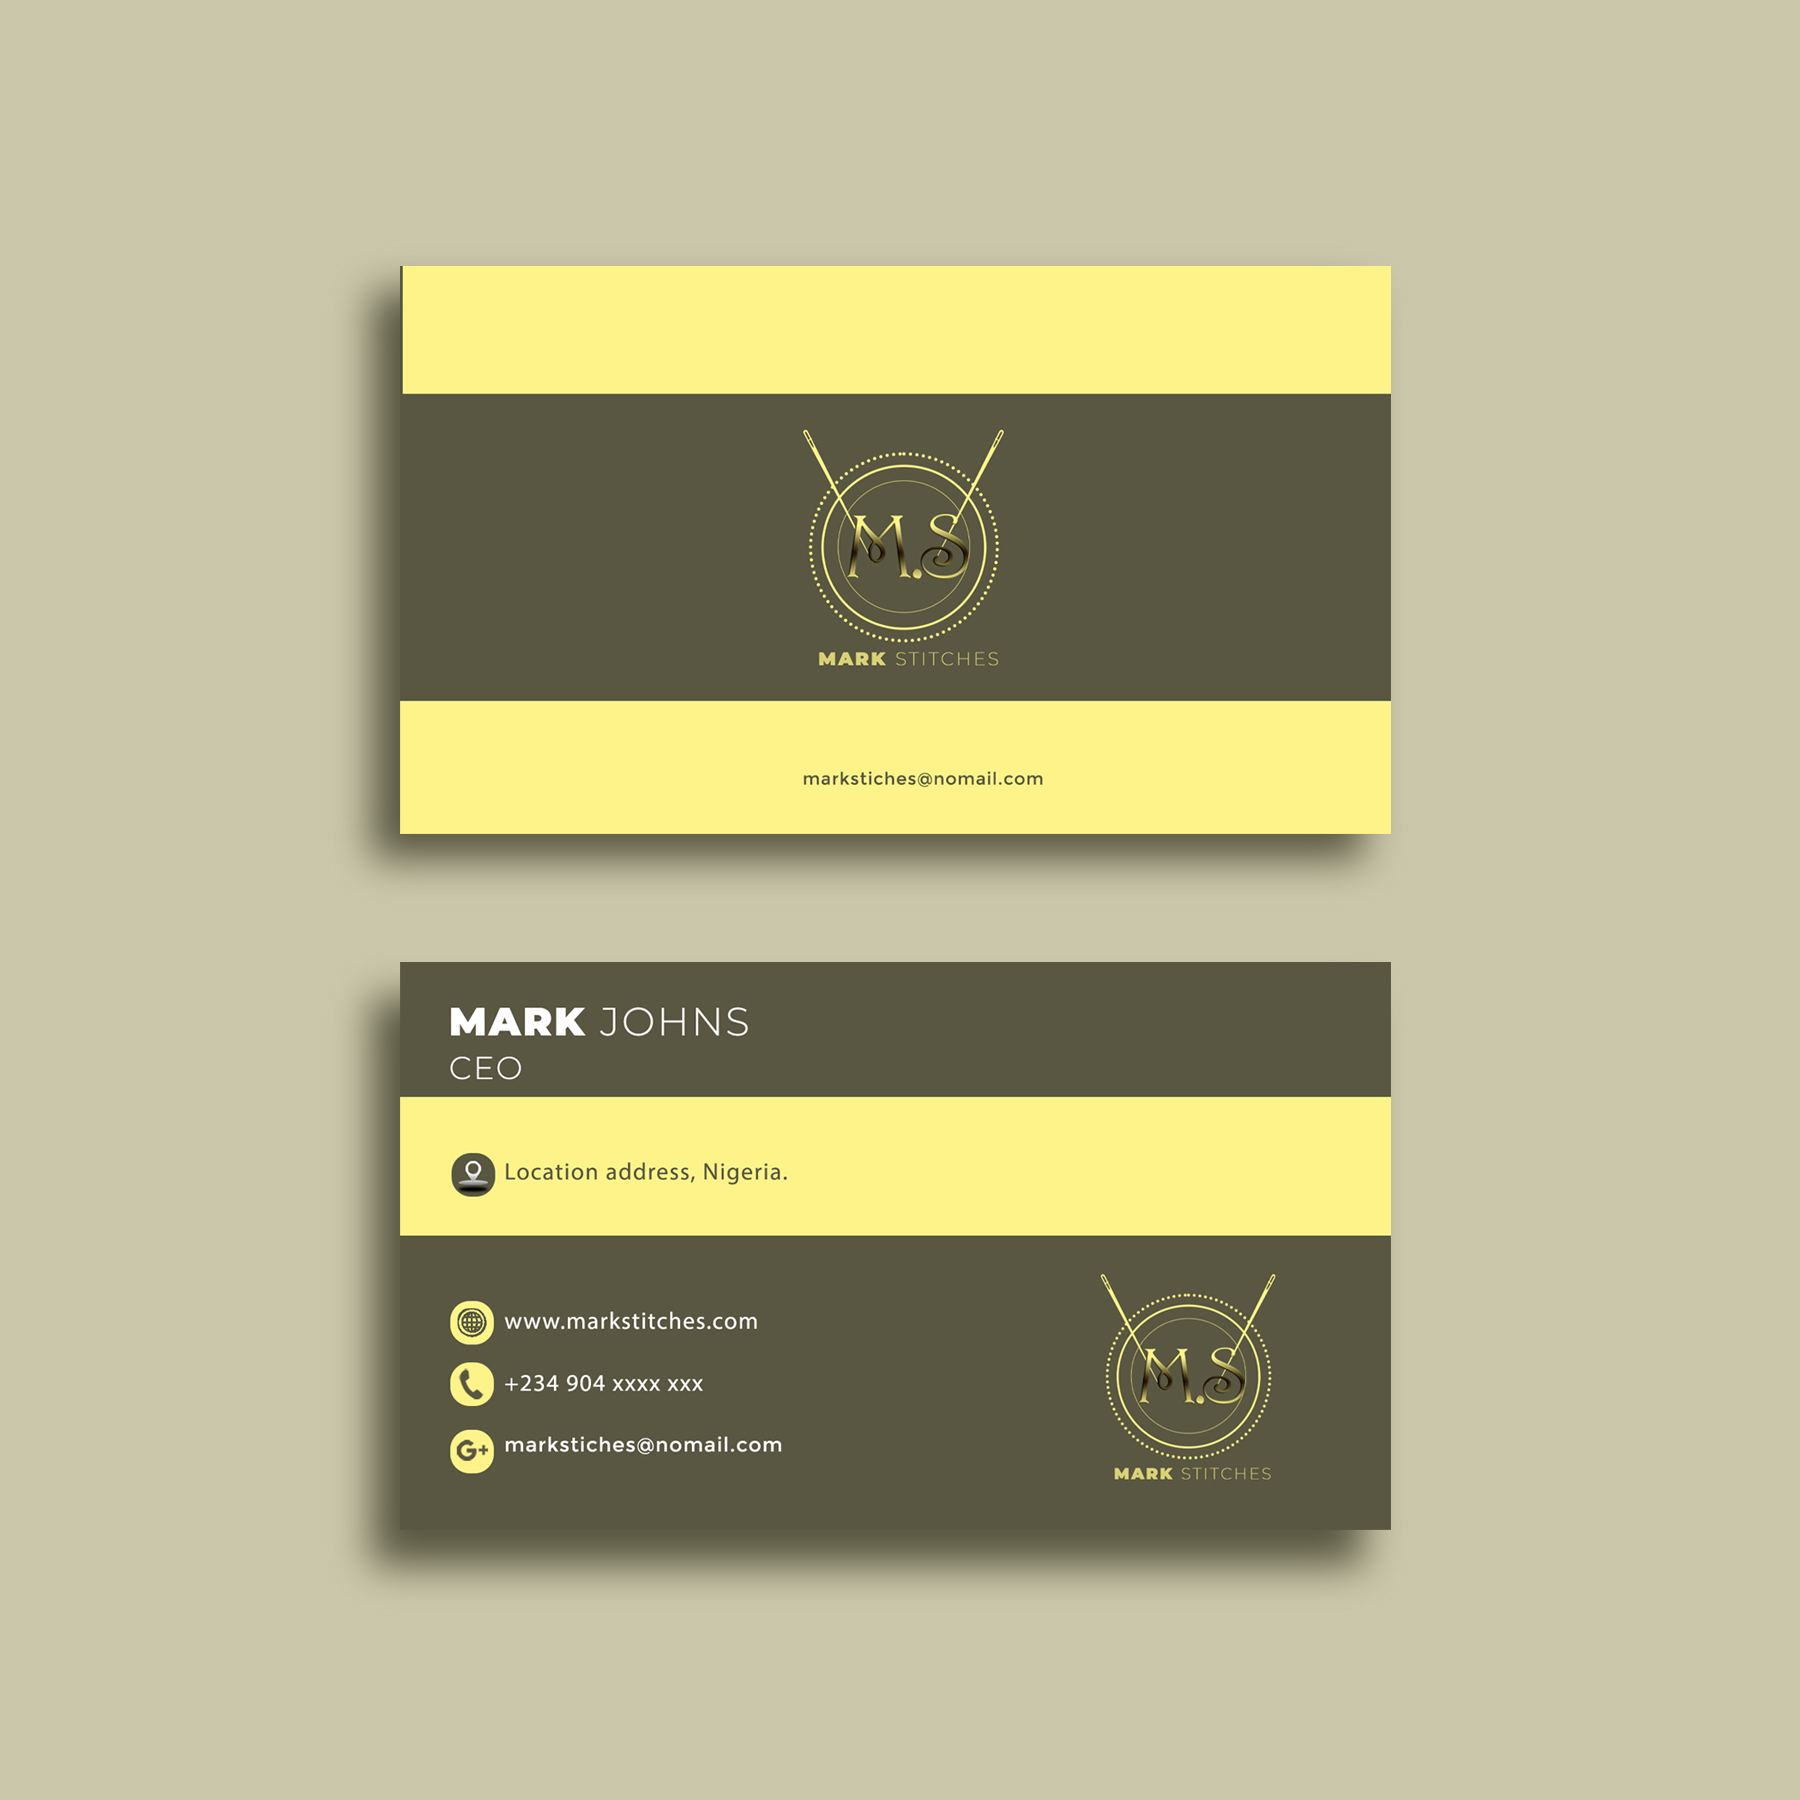 M.S
MARK STITCHES
markstiches@nomail.com
MARK JOHNS
CEO
Location address, Nigeria.
www.markstitches.com
+234 904 xxxx xxx
G+ markstiches@nomail.com
M.S
MARK STITCHES